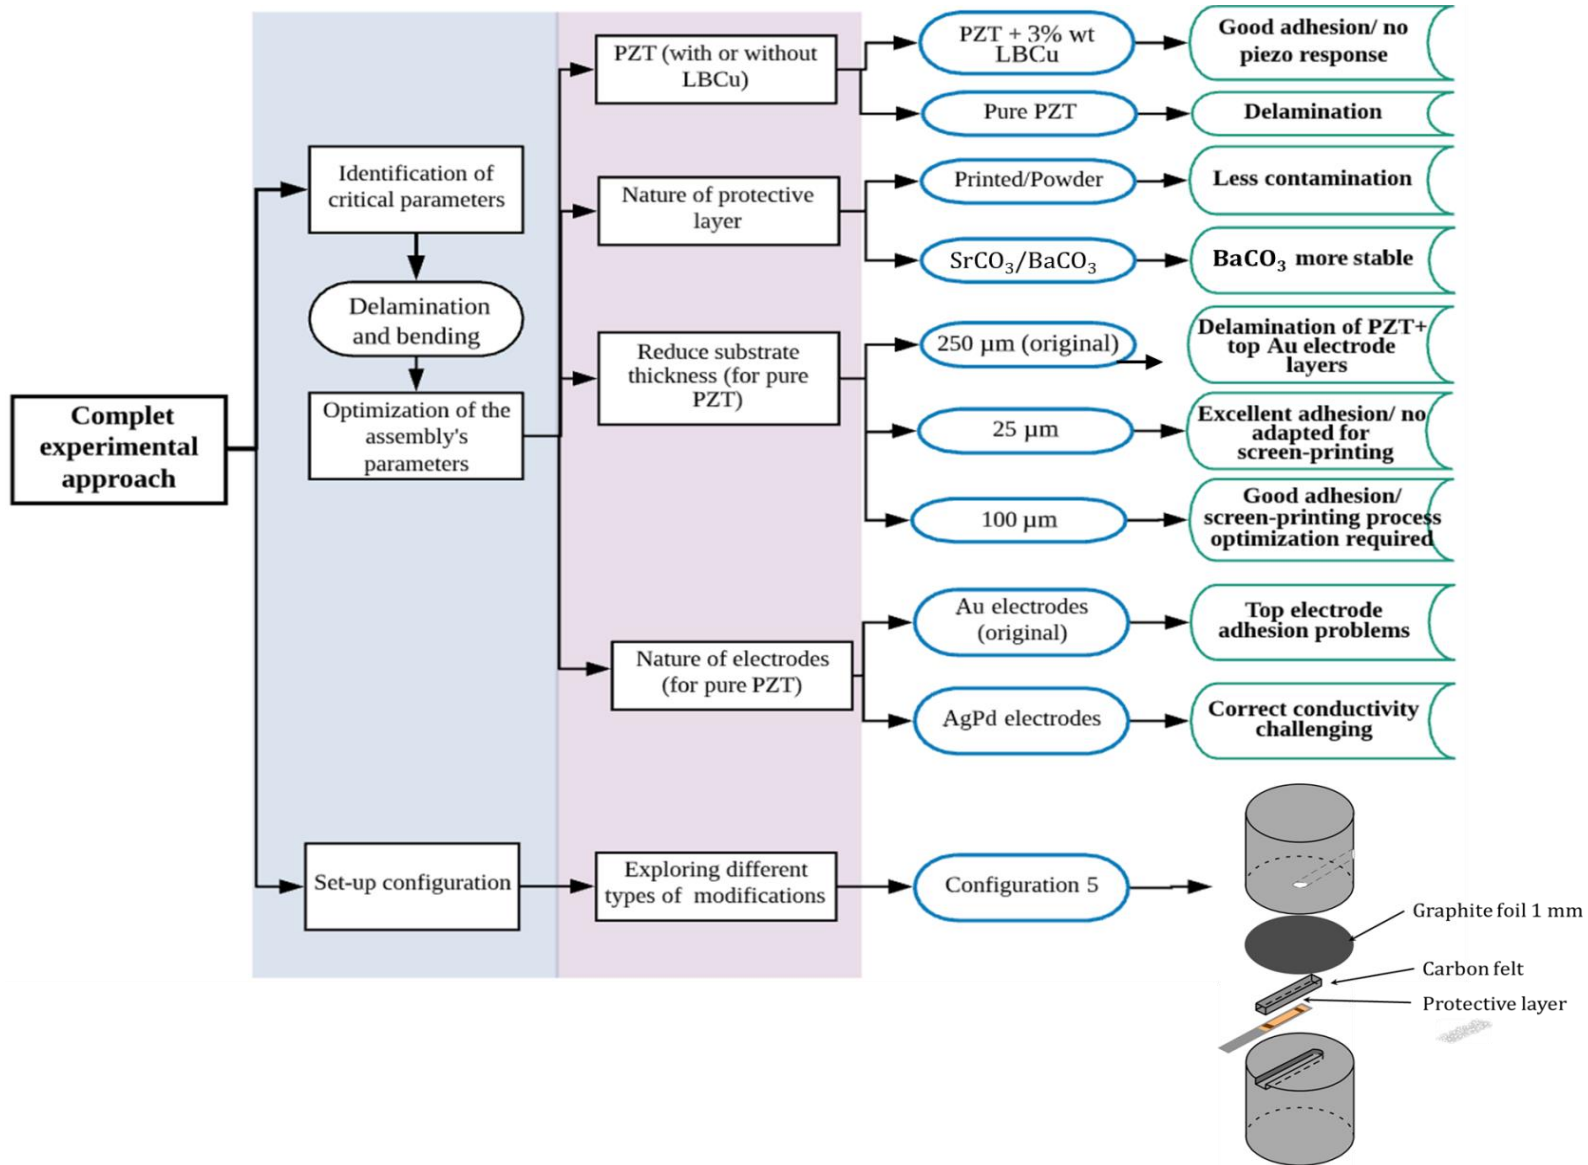 Complet
experimental
approach
Identification of
critical parameters
Delamination
and bending
Optimization of the
assembly's
parameters
Set-up configuration
PZT (with or without
LBCu)
Nature of protective
layer
Reduce substrate
thickness (for pure
PZT)
Nature of electrodes
(for pure PZT)
Exploring different
types of modifications
PZT + 3% wt
LBCu
Good adhesion/ no
piezo response
Pure PZT
Delamination
Printed/Powder
Less contamination
SrCO₃/BaCO₃
BaCO₃ more stable
250 µm (original)
Delamination of PZT+
top Au electrode
layers
25 µm
Excellent adhesion/ no
adapted for
screen-printing
100 µm
Good adhesion/
screen-printing process
optimization required
Au electrodes
(original)
Top electrode
adhesion problems
AgPd electrodes
Correct conductivity
challenging
Configuration 5
Graphite foil 1 mm
Carbon felt
Protective layer